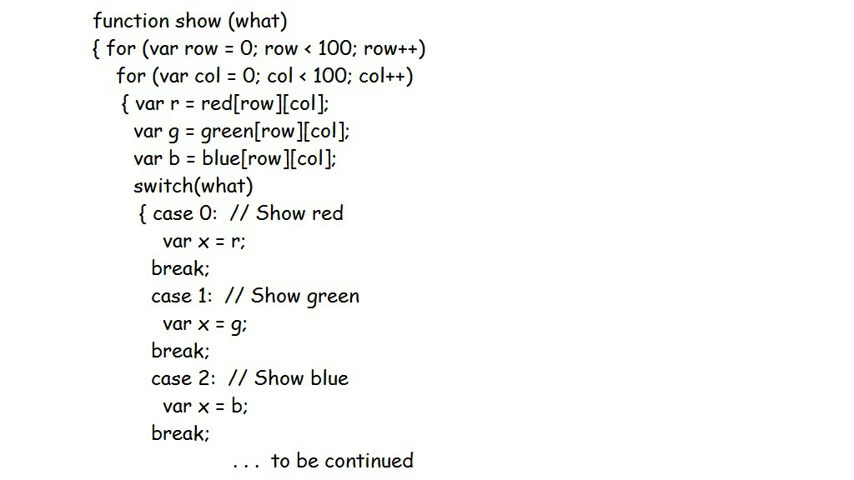 function show (what)
{ for (var row = 0; row < 100; row++)
for (var col = 0; col < 100; col++)
{ var r = red[row][col];
var g = green[row][col];
var b = blue[row][col];
switch(what)
{ case 0: // Show red
var x = r;
break;
case 1: // Show green
var x = g;
break;
case 2: // Show blue
var x = b;
break;
. . . to be continued